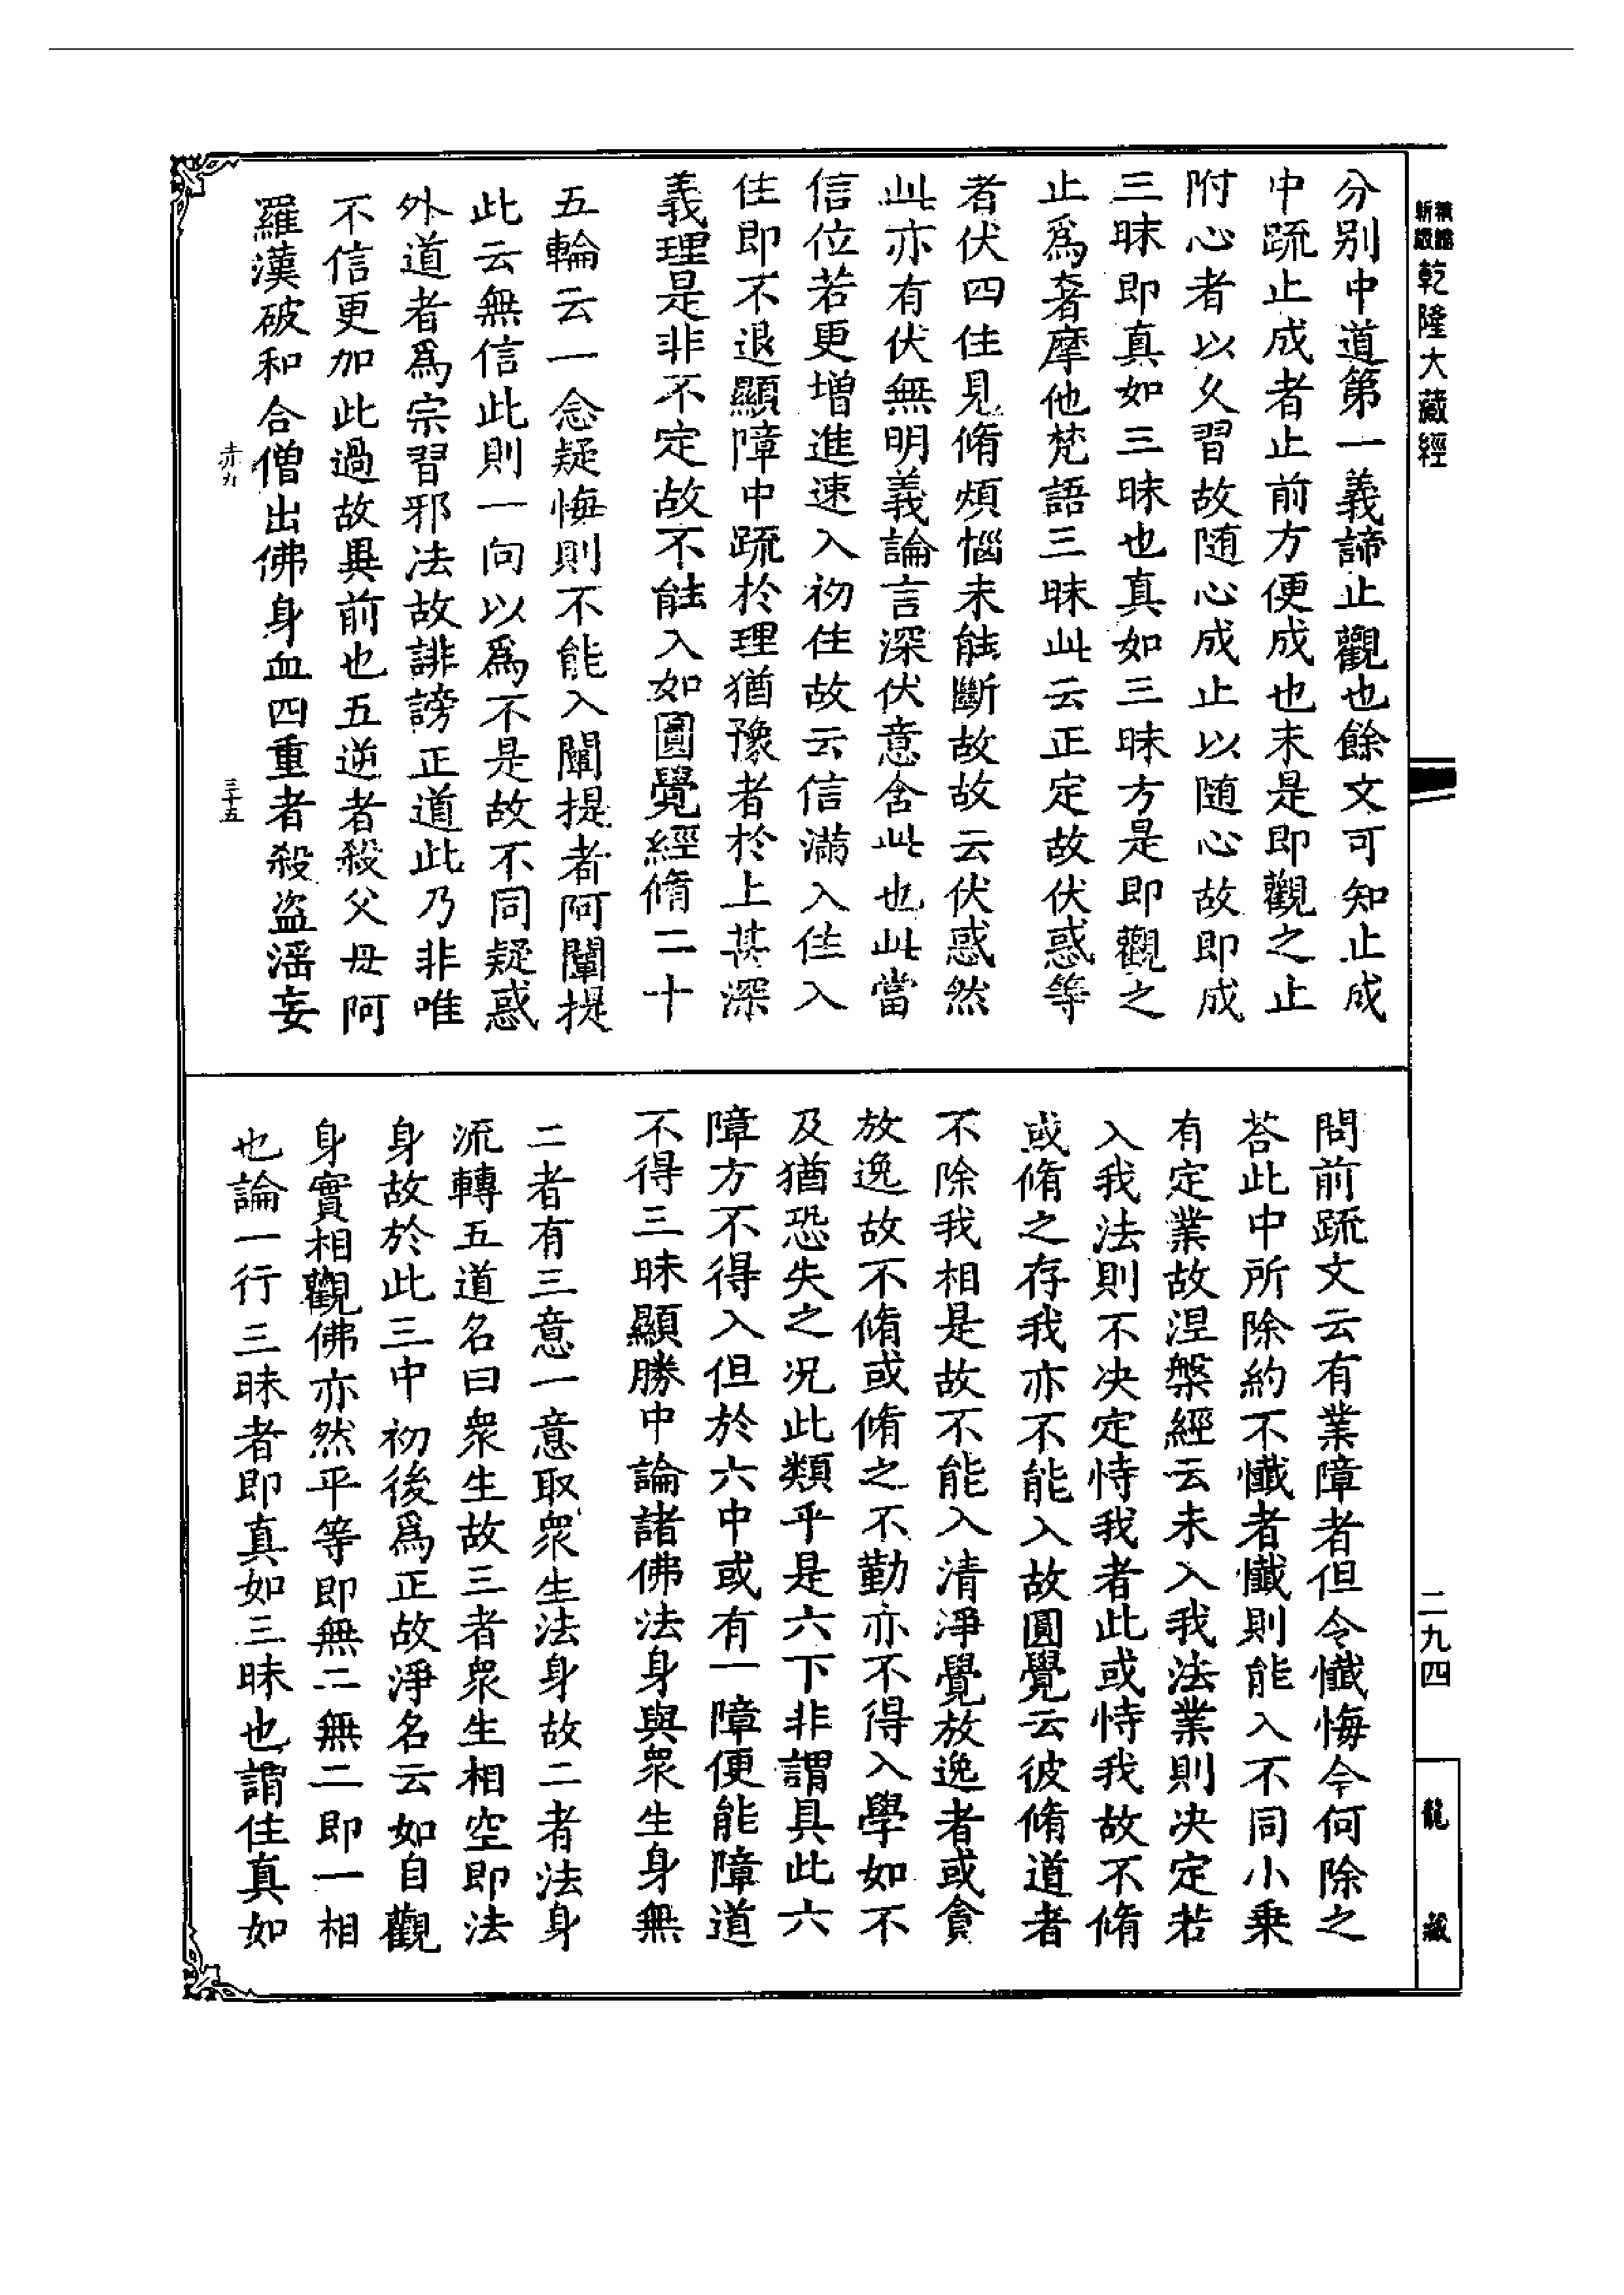 乾隆大藏經
分别中道第一義諦止觀也餘文可知止成
中䟽止成者止前方便成也末是即觀之止
附心者以久習故随心成止以随心故即成
三昧即真如三昧也真如三昧方是即觀之
止爲奢摩他梵語三昧此云正定故伏惑等
者伏四住見脩煩惱未能斷故故云伏惑然
此亦有伏無明義論言深伏意含此也此當
信位若更增進速入初住故云信滿入住入
住即不退顯障中䟽於理猶豫者於上甚深
義理是非不定故不能入如圓覺經脩二十
五輪云一念疑悔則不能入闡提者阿闡提
此云無信此則一向以爲不是故不同疑惑
外道者爲宗習邪法故誹謗正道此乃非唯
不信更加此過故異前也五逆者殺父母阿
羅漢破和合僧出佛身血四重者殺盜滛妄
三十五
問前䟽文云有業障者但令懺悔今何除之
荅此中所除約不懺者懺則能入不同小乗
有定業故涅槃經云未入我法業則决定若
入我法則不决定恃我者此或恃我故不脩
或脩之存我亦不能入故圓覺云彼脩道者
不除我相是故不能入清淨覺放逸者或貪
放逸故不脩或脩之不勤亦不得入學如不
及猶恐失之况此類乎是六下非謂具此六
障方不得入但於六中或有一障便能障道
不得三昧顯勝中論諸佛法身與衆生身無
二者有三意一意取衆生法身故二者法身
流轉五道名曰衆生故三者衆生相空即法
身故於此三中初後爲正故淨名云如自觀
身實相觀佛亦然平等即無二無二即一相
也論一行三昧者即真如三昧也謂住真如
二九四
龍藏